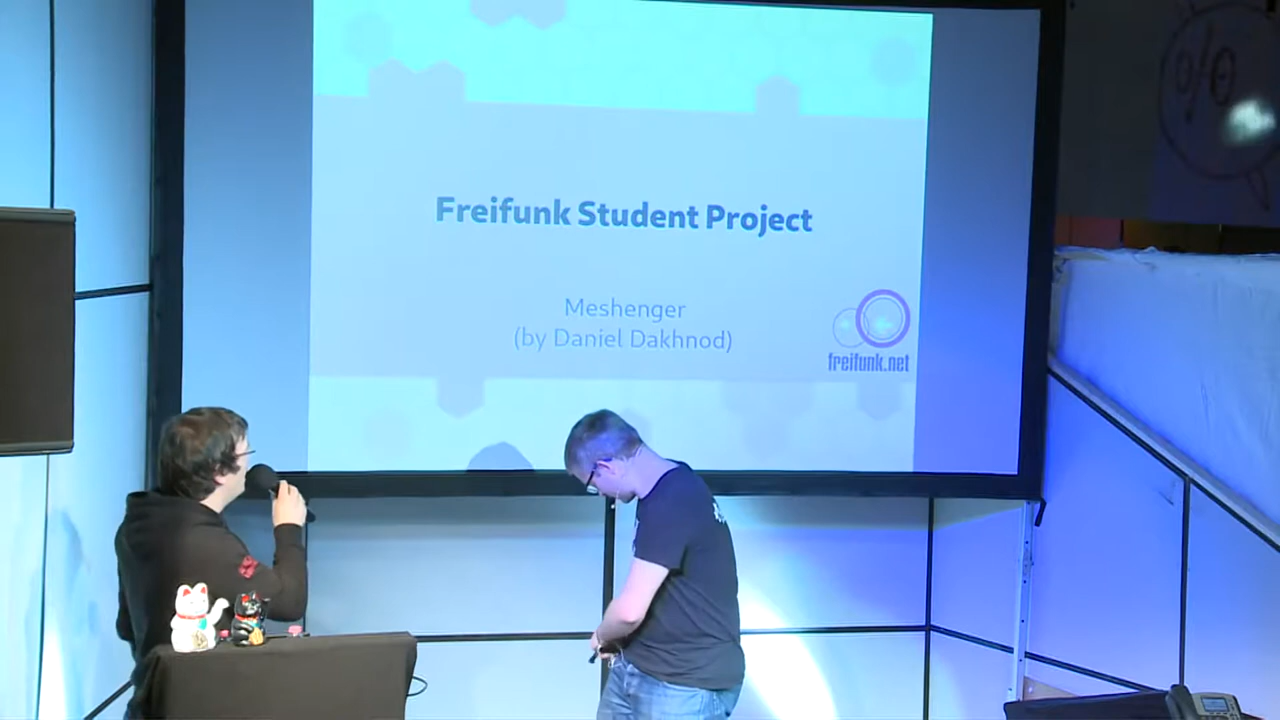 Freifunk Student Project
Meshenger
(by Daniel Dakhnod)
freifunk.net